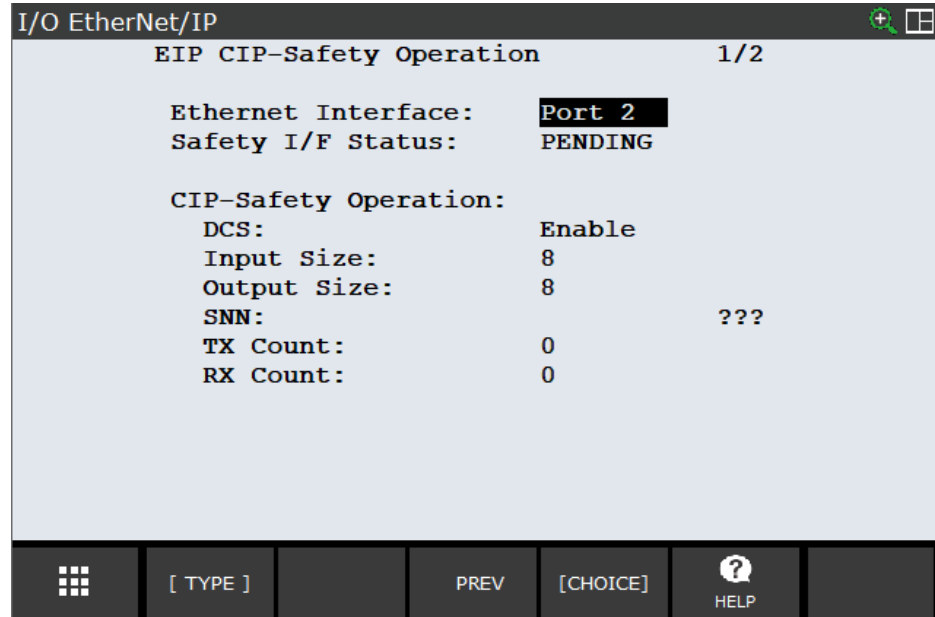 I/O EtherNet/IP
EIP CIP-Safety Operation 1/2
Ethernet Interface: Port 2
Safety I/F Status: PENDING
CIP-Safety Operation:
DCS: Enable
Input Size: 8
Output Size: 8
SNN: ???
TX Count: 0
RX Count: 0
[ TYPE ] PREV [CHOICE] ? HELP